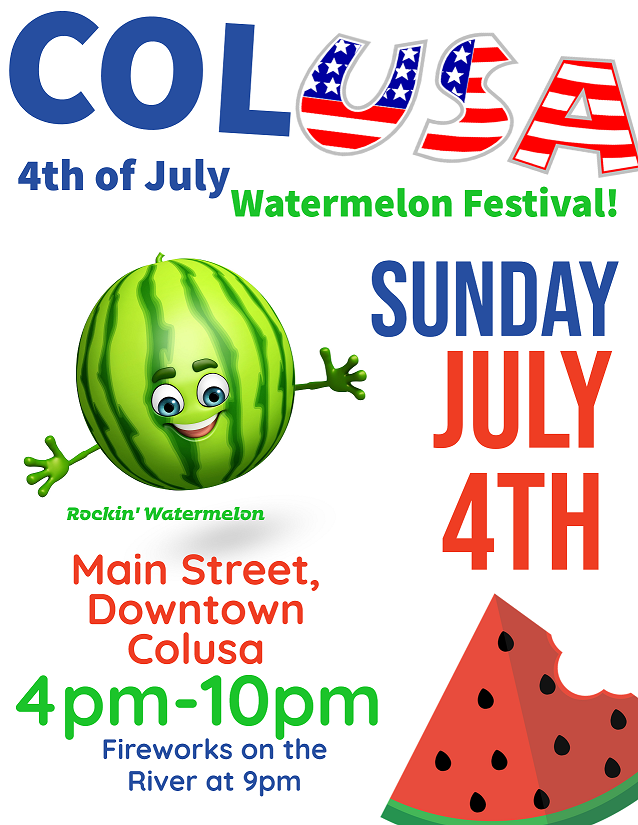 COLUSA
4th of July
Watermelon Festival!
SUNDAY
JULY
4TH
Rockin' Watermelon
Main Street,
Downtown
Colusa
4pm-10pm
Fireworks on the
River at 9pm